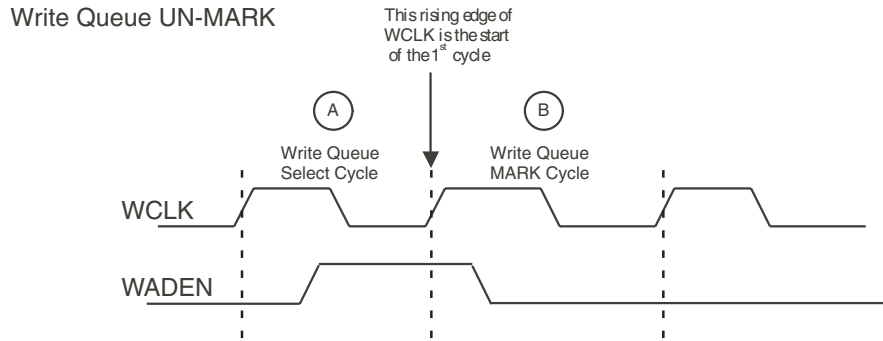 Write Queue UN-MARK
This rising edge of
WCLK is the start
of the 1st cycle
A
B
Write Queue
Select Cycle
Write Queue
MARK Cycle
WCLK
WADEN